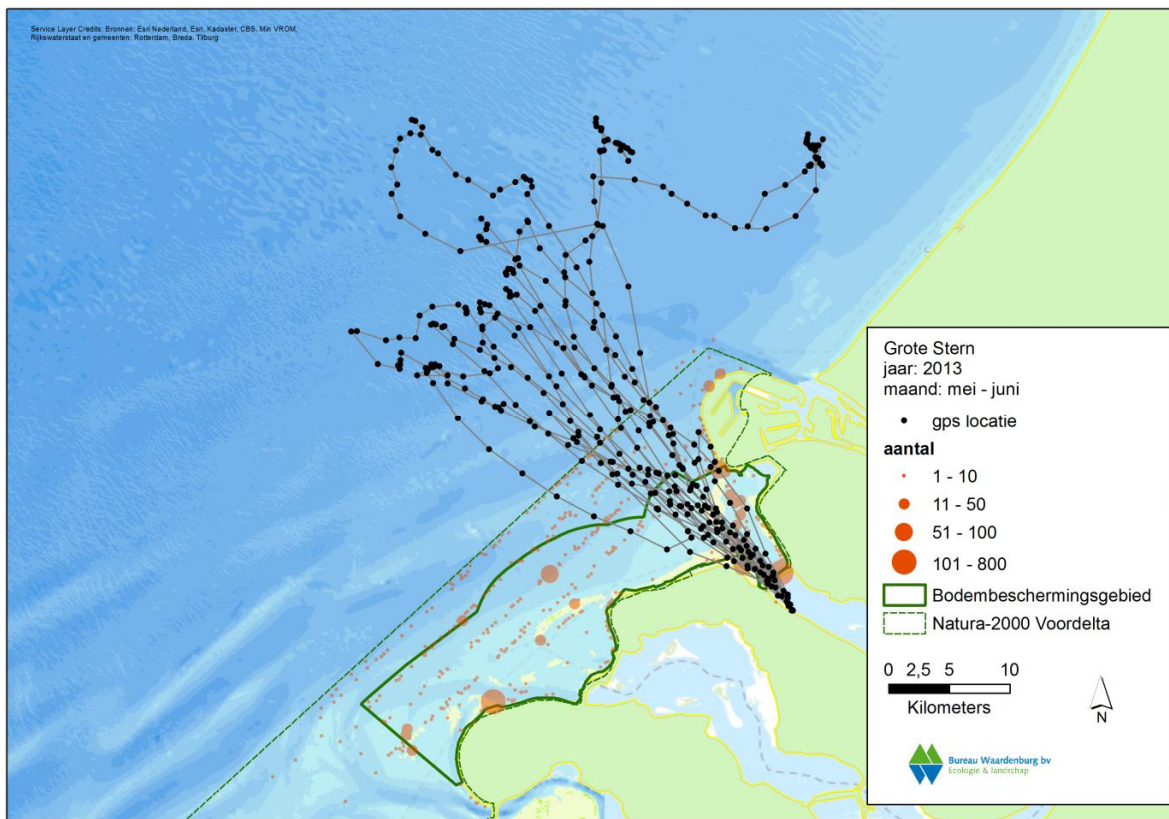 Service Layer Credits: Bronnen: Esri Nederland, Esri, Kadaster, CBS, Min VROM,
Rijkswaterstaat en gemeenten: Rotterdam, Breda, Tilburg
Grote Stern
jaar: 2013
maand: mei - juni
gps locatie
aantal
1 - 10
11 - 50
51 - 100
101 - 800
Bodembeschermingsgebied
Natura-2000 Voordelta
0 2,5 5 10
Kilometers
N
Bureau Waardenburg bv
Ecologie & landschap